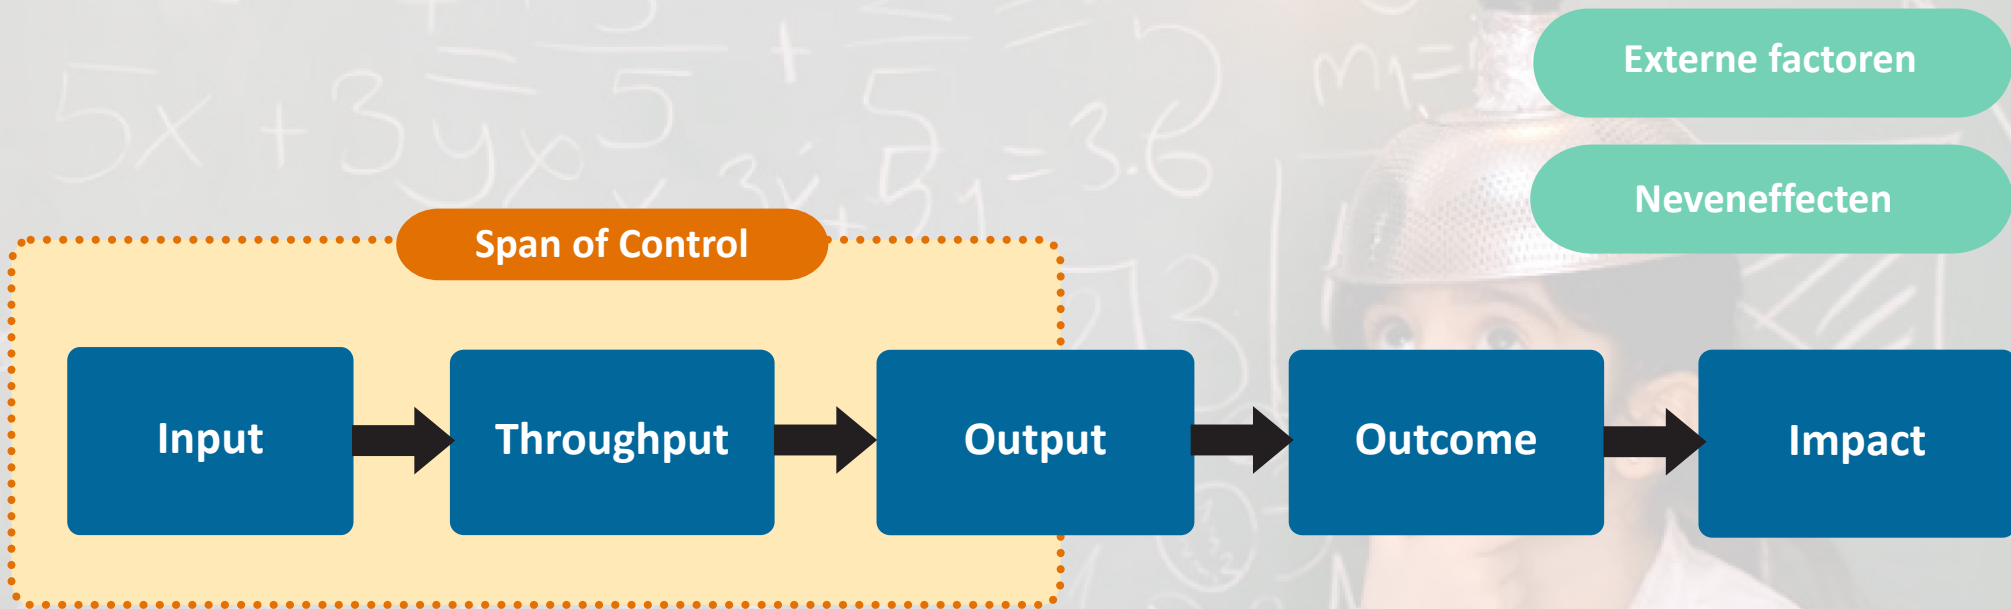 Externe factoren
Neveneffecten
Span of Control
Input
Throughput
Output
Outcome
Impact